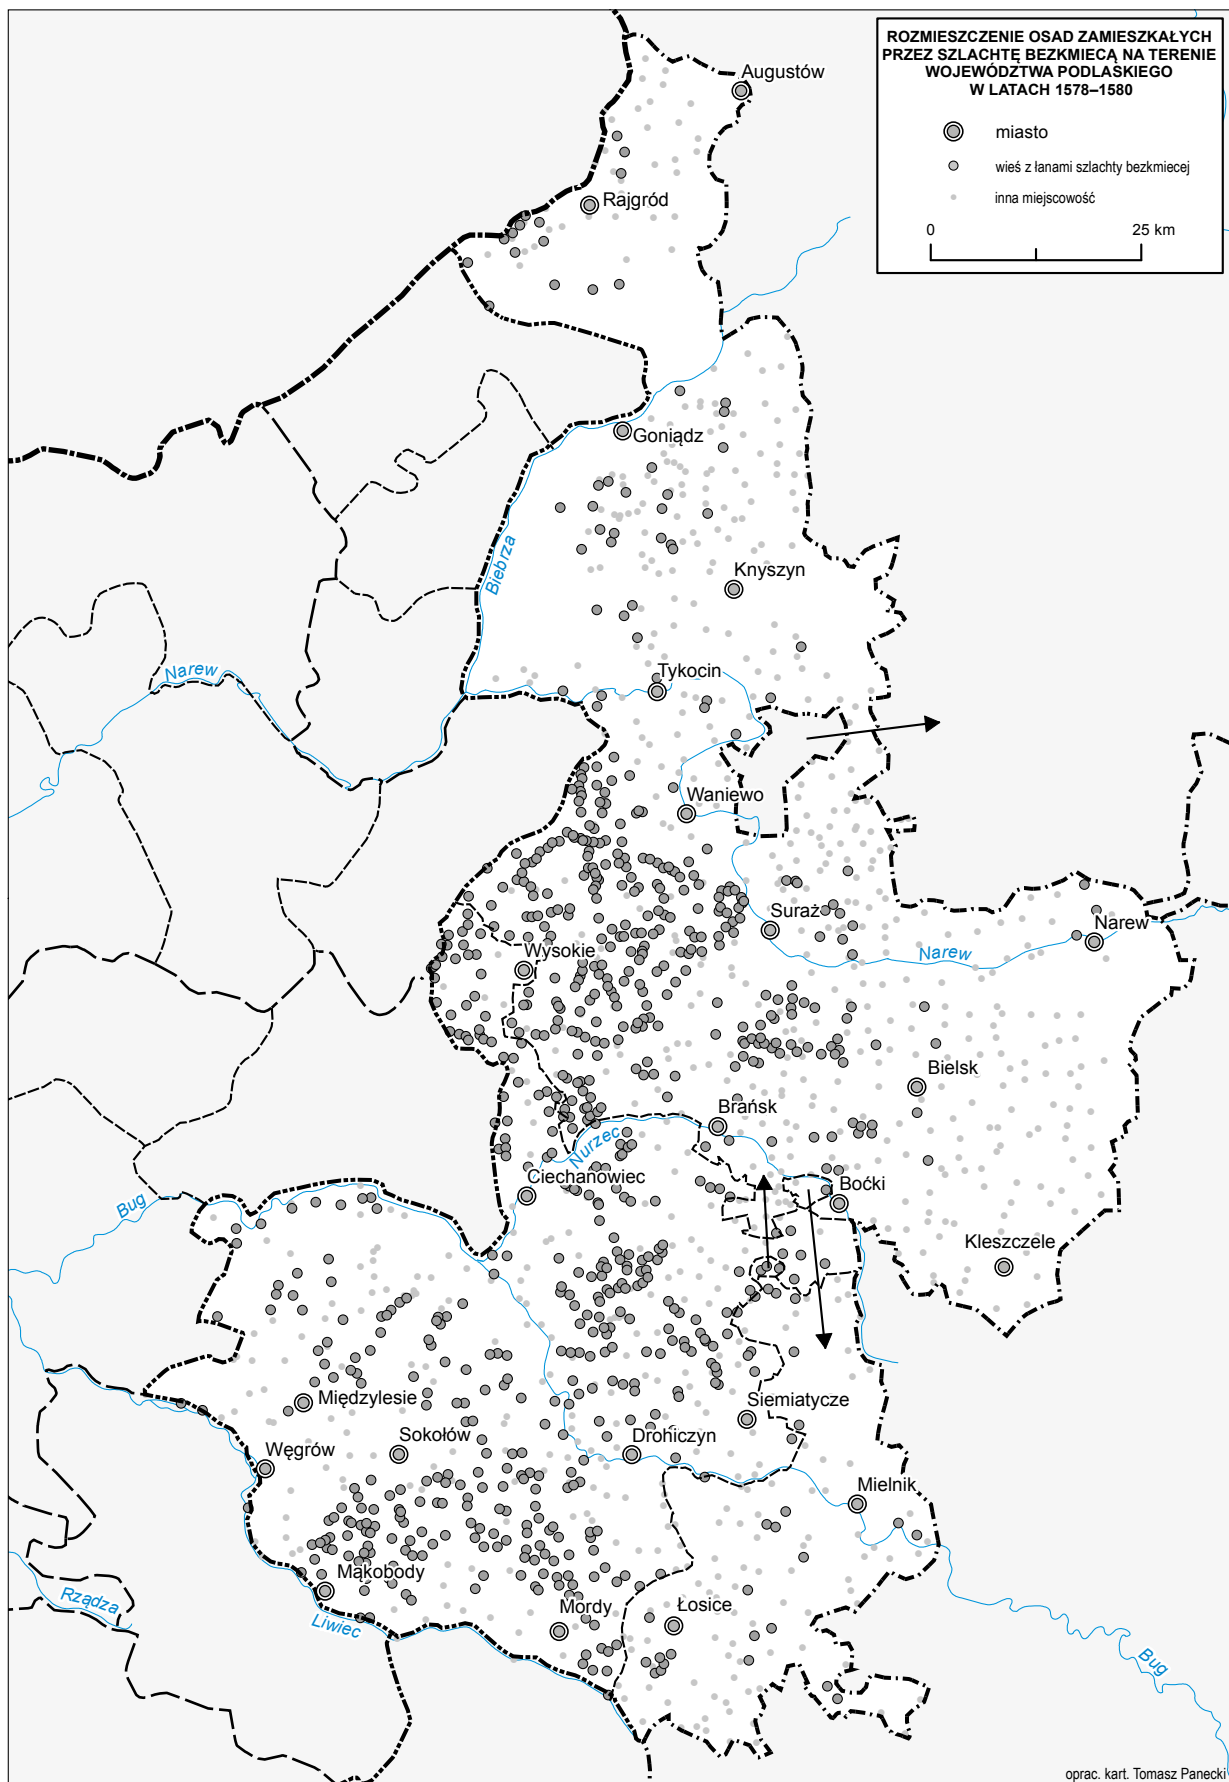 ROZMIESZCZENIE OSAD ZAMIESZKAŁYCH
PRZEZ SZLACHTĘ BEZKMIECĄ NA TERENIE
WOJEWÓDZTWA PODLASKIEGO
W LATACH 1578–1580
miasto
wieś z łanami szlachty bezkmiecej
inna miejscowość
0 25 km
Augustów
Rajgród
Goniądz
Biebrza
Knyszyn
Narew
Tykocin
Waniewo
Suraż
Narew
Narew
Wysokie
Bielsk
Brańsk
Nurzec
Ciechanowiec
Boćki
Bug
Kleszczele
Międzylesie
Siemiatycze
Sokołów
Drohiczyn
Węgrów
Mielnik
Mąkobody
Rządza
Liwiec
Mordy
Łosice
Bug
oprac. kart. Tomasz Panecki